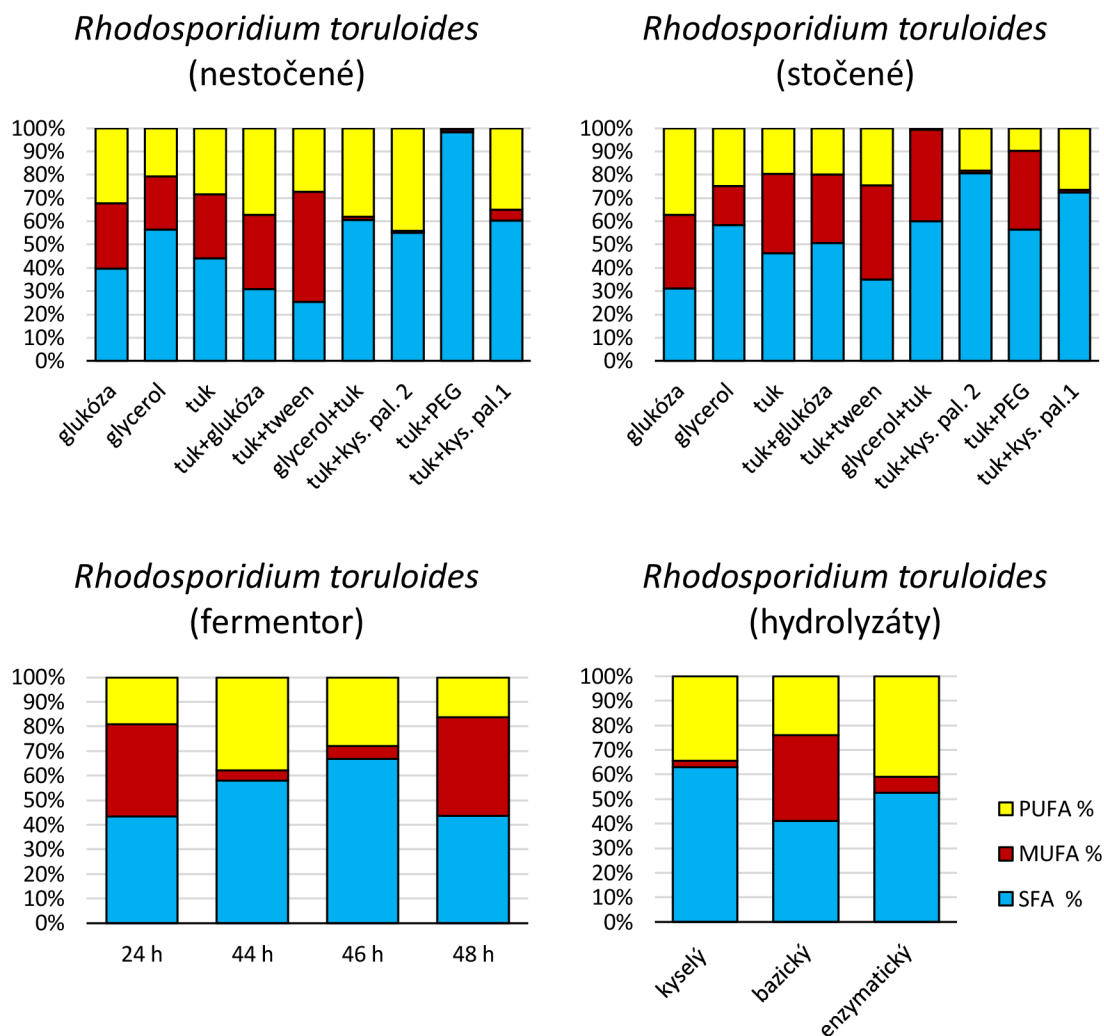 Rhodosporidium toruloides
(nestočené)
100%
90%
80%
70%
60%
50%
40%
30%
20%
10%
0%
glukóza
glycerol
tuk
tuk+glukóza
tuk+tween
glycerol+tuk
tuk+kys. pal. 2
tuk+PEG
tuk+kys. pal.1
Rhodosporidium toruloides
(stočené)
100%
90%
80%
70%
60%
50%
40%
30%
20%
10%
0%
glukóza
glycerol
tuk
tuk+glukóza
tuk+tween
glycerol+tuk
tuk+kys. pal. 2
tuk+PEG
tuk+kys. pal.1
Rhodosporidium toruloides
(fermentor)
100%
90%
80%
70%
60%
50%
40%
30%
20%
10%
0%
24 h
44 h
46 h
48 h
Rhodosporidium toruloides
(hydrolyzáty)
100%
90%
80%
70%
60%
50%
40%
30%
20%
10%
0%
kyselý
bazický
enzymatický
PUFA %
MUFA %
SFA %